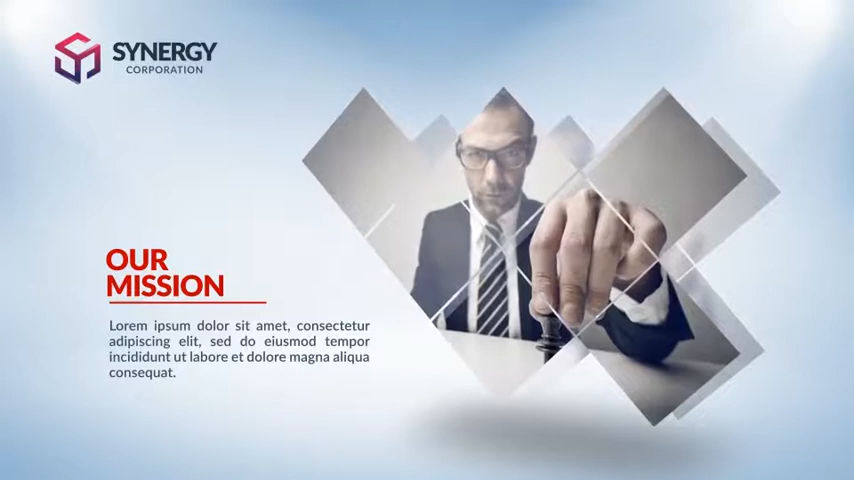 SYNERGY
CORPORATION
OUR
MISSION
Lorem ipsum dolor sit amet, consectetur
adipiscing elit, sed do eiusmod tempor
incididunt ut labore et dolore magna aliqua
consequat.